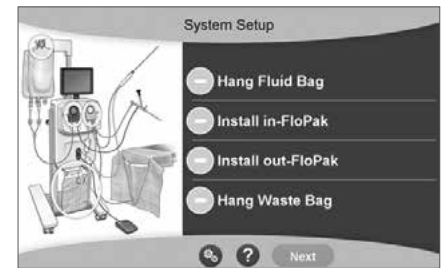 System Setup
Hang Fluid Bag
Install in-FloPak
Install out-FloPak
Hang Waste Bag
?
Next